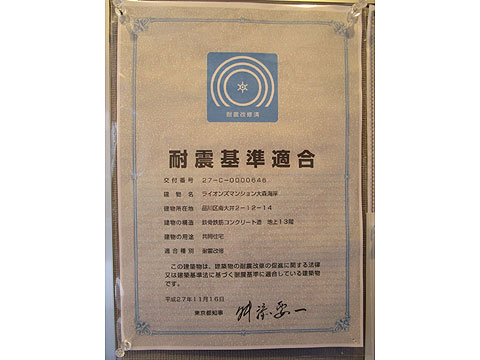 耐震改修済
耐震基準適合
交付番号 27-C-0000646
建物名 ライオンズマンション大森海岸
建物所在地 品川区南大井2-12-14
建物の構造 鉄骨鉄筋コンクリート造 地上13階
建物の用途 共同住宅
適合種別 耐震改修
この建築物は、建築物の耐震改修の促進に関する法律
又は建築基準法に基づく耐震基準に適合している建築物
です。
平成27年11月16日
東京都知事 舛添要一